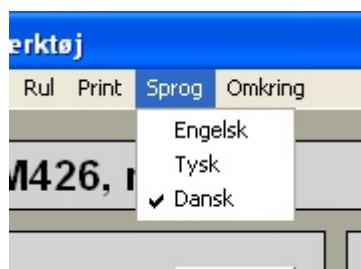 erktøj
Rul Print Sprog Omkring
Engelsk
Tysk
M426,
✔ Dansk